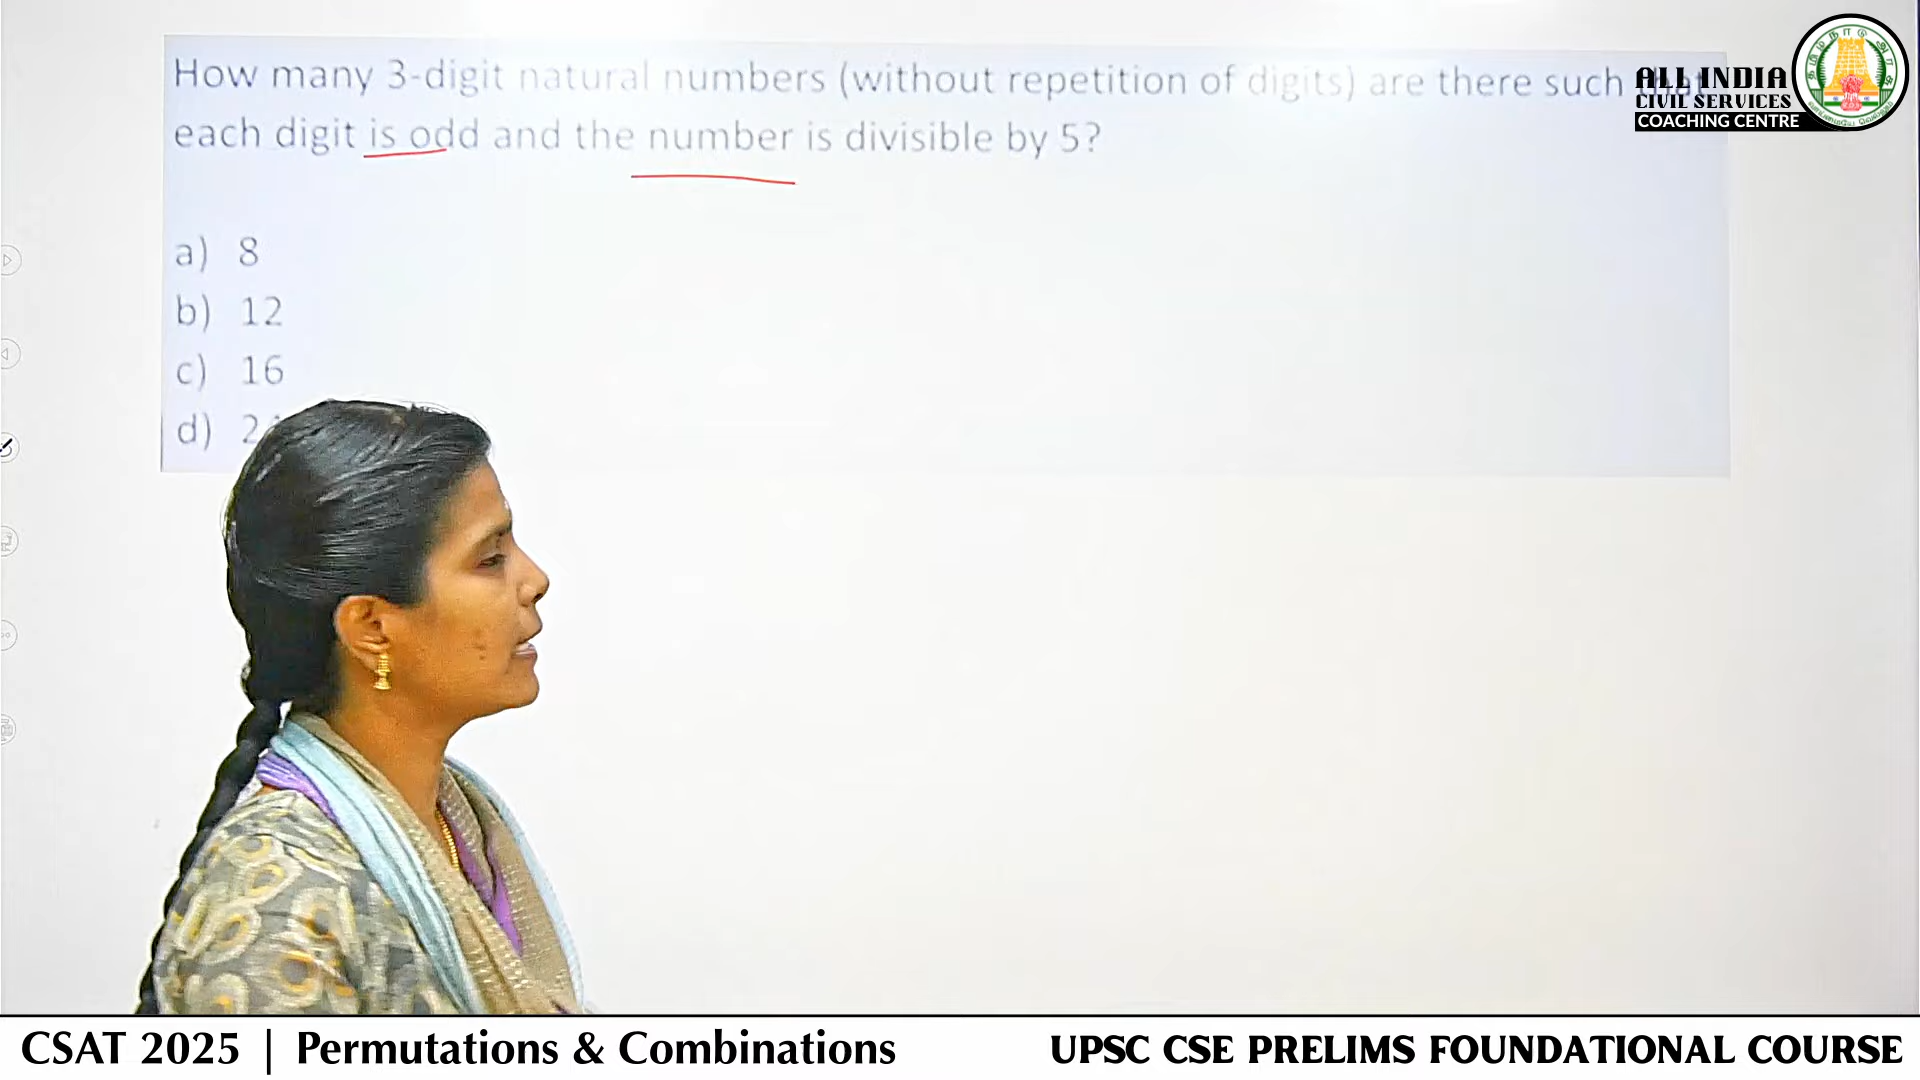 How many 3-digit natural numbers (without repetition of digits) are there such
each digit is odd and the number is divisible by 5?
a) 8
b) 12
c) 16
d)
ALL INDIA
CIVIL SERVICES
COACHING CENTRE
CSAT 2025 | Permutations & Combinations
UPSC CSE PRELIMS FOUNDATIONAL COURSE